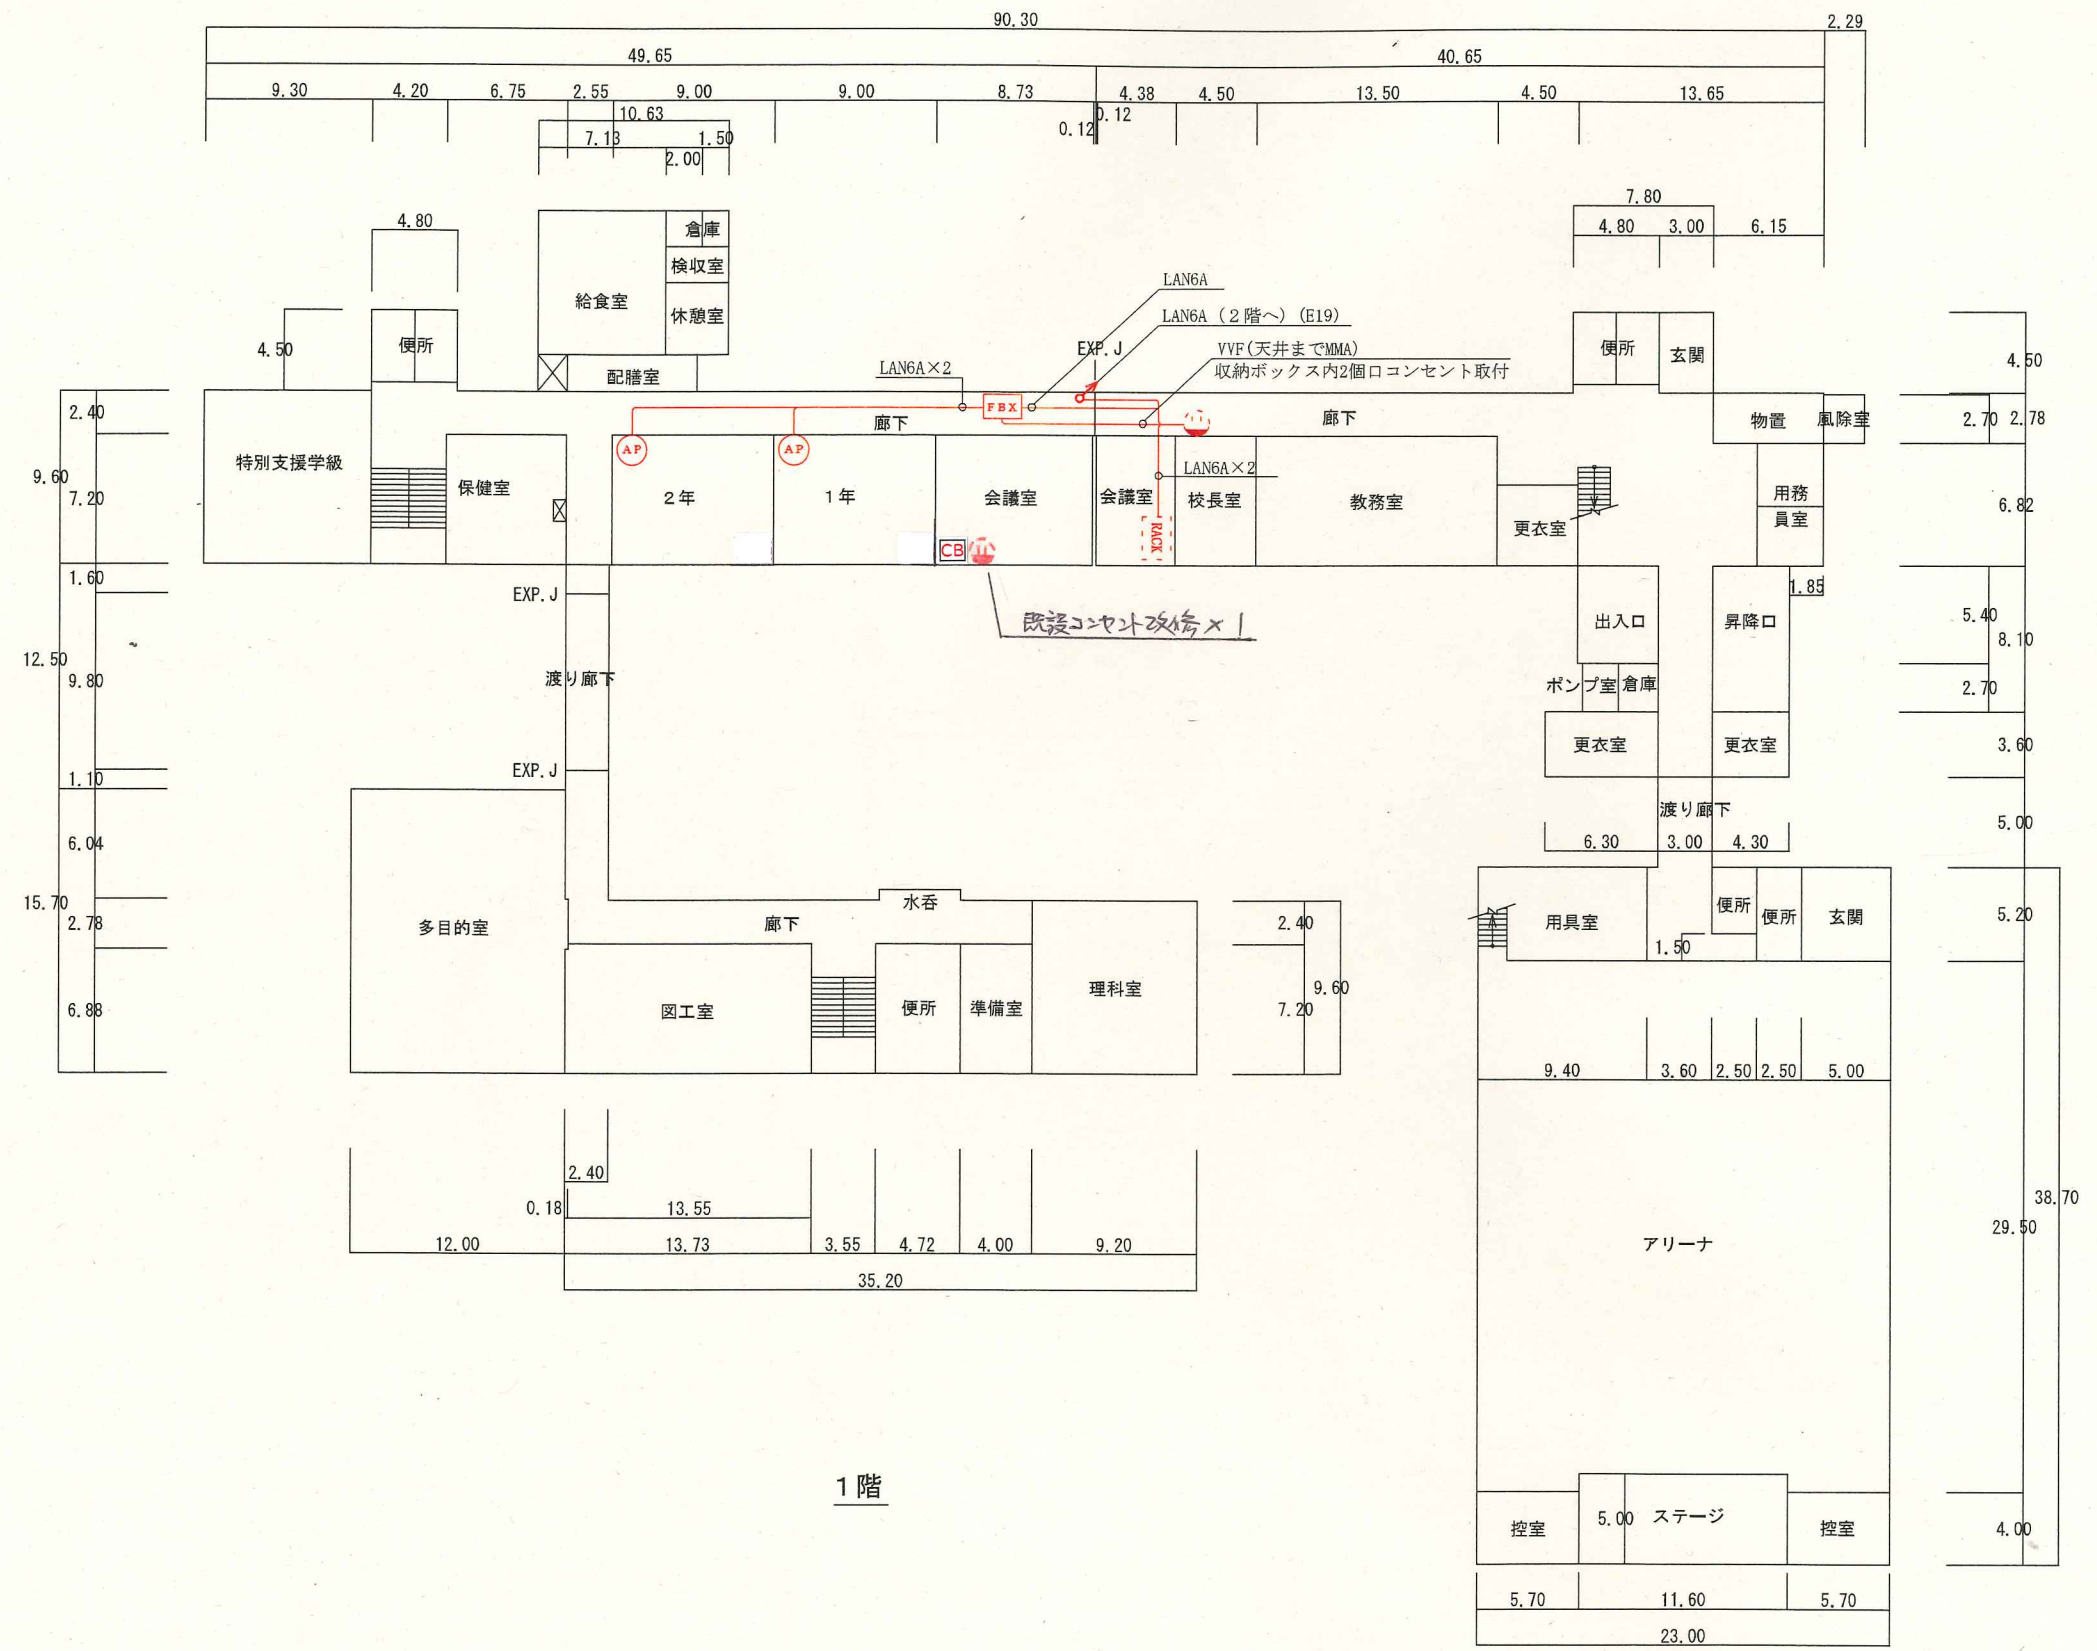 90.30
2.29
49.65
40.65
9.30
4.20
6.75
2.55
9.00
9.00
8.73
4.38
4.50
13.50
4.50
13.65
10.63
0.12
0.12
7.13
1.50
2.00
7.80
4.80
4.80
3.00
6.15
倉庫
検収室
給食室
休憩室
LAN6A
LAN6A (2階へ) (E19)
4.50
便所
EXP.J
VVF(天井までMMA)
収納ボックス内2個口コンセント取付
便所
玄関
4.50
配膳室
LAN6A×2
2.40
FBX
廊下
廊下
物置
風除室
2.70
2.78
AP
AP
特別支援学級
9.60
7.20
保健室
2年
1年
会議室
会議室
LAN6A×2
校長室
教務室
更衣室
用務
員室
6.82
RACK
CB
1.60
EXP.J
1.85
既設コンセント改修×1
出入口
昇降口
5.40
8.10
12.50
9.80
渡り廊下
ポンプ室
倉庫
2.70
更衣室
更衣室
3.60
EXP.J
1.10
渡り廊下
5.00
6.04
6.30
3.00
4.30
15.70
2.78
多目的室
廊下
水呑
2.40
用具室
便所
便所
玄関
5.20
1.50
6.88
図工室
便所
準備室
理科室
9.60
7.20
9.40
3.60
2.50
2.50
5.00
2.40
0.18
13.55
38.70
29.50
12.00
13.73
3.55
4.72
4.00
9.20
アリーナ
35.20
1階
控室
5.00
ステージ
控室
4.00
5.70
11.60
5.70
23.00